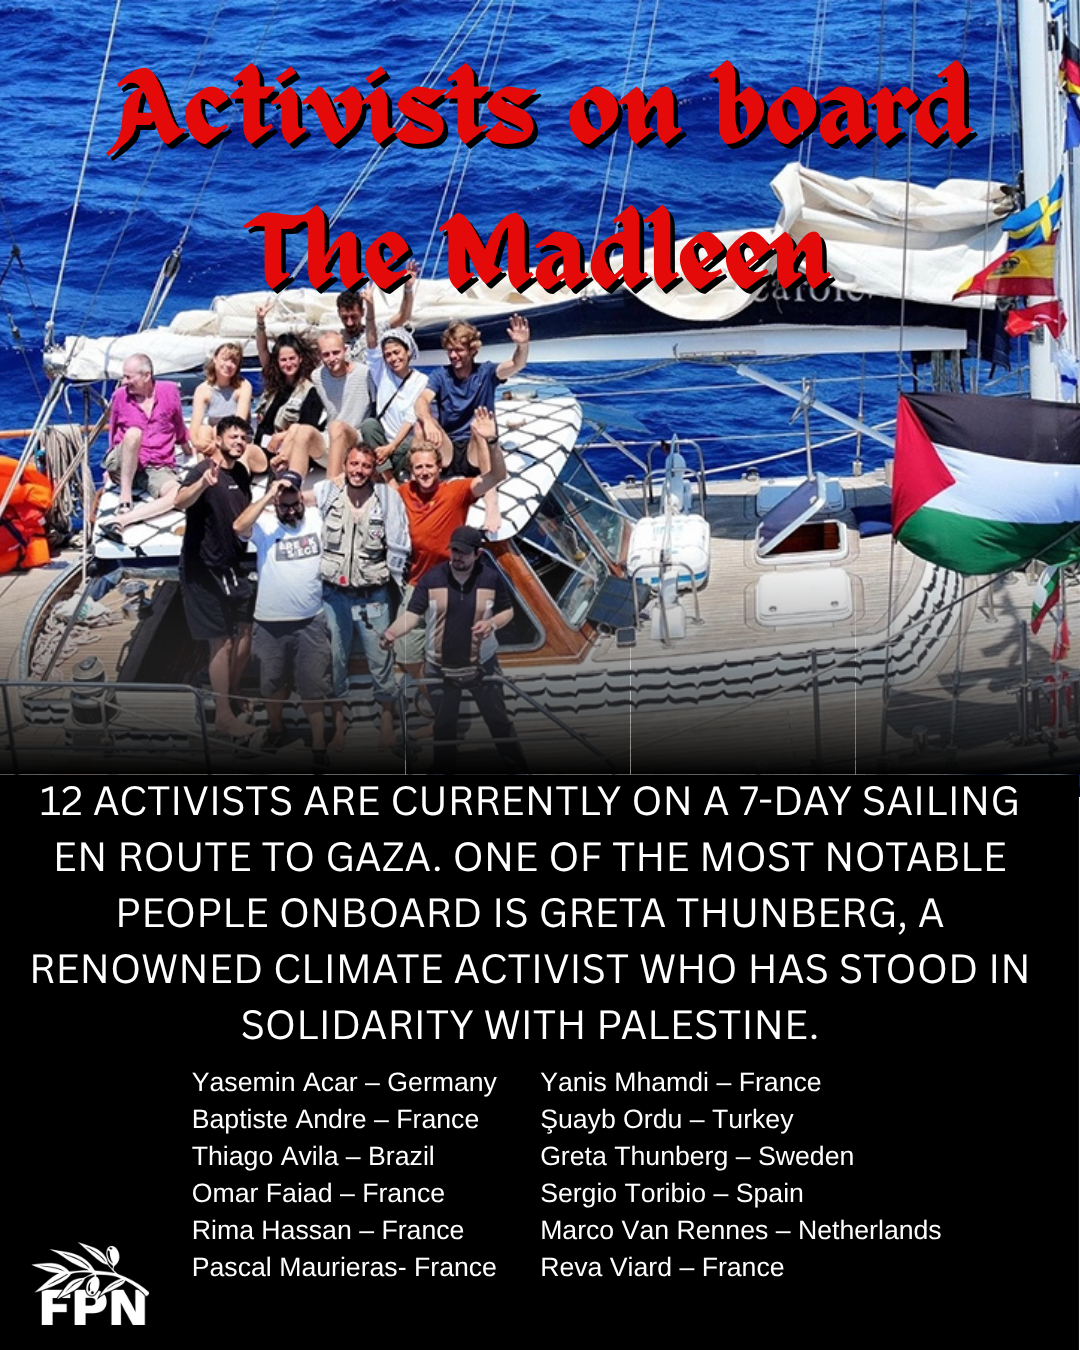 Activists on board
The Madleen
BREAK
THE SIEGE
12 ACTIVISTS ARE CURRENTLY ON A 7-DAY SAILING
EN ROUTE TO GAZA. ONE OF THE MOST NOTABLE
PEOPLE ONBOARD IS GRETA THUNBERG, A
RENOWNED CLIMATE ACTIVIST WHO HAS STOOD IN
SOLIDARITY WITH PALESTINE.
Yasemin Acar – Germany
Baptiste Andre – France
Thiago Avila – Brazil
Omar Faiad – France
Rima Hassan – France
Pascal Maurieras- France
Yanis Mhamdi – France
Şuayb Ordu – Turkey
Greta Thunberg – Sweden
Sergio Toribio – Spain
Marco Van Rennes – Netherlands
Reva Viard – France
FPN